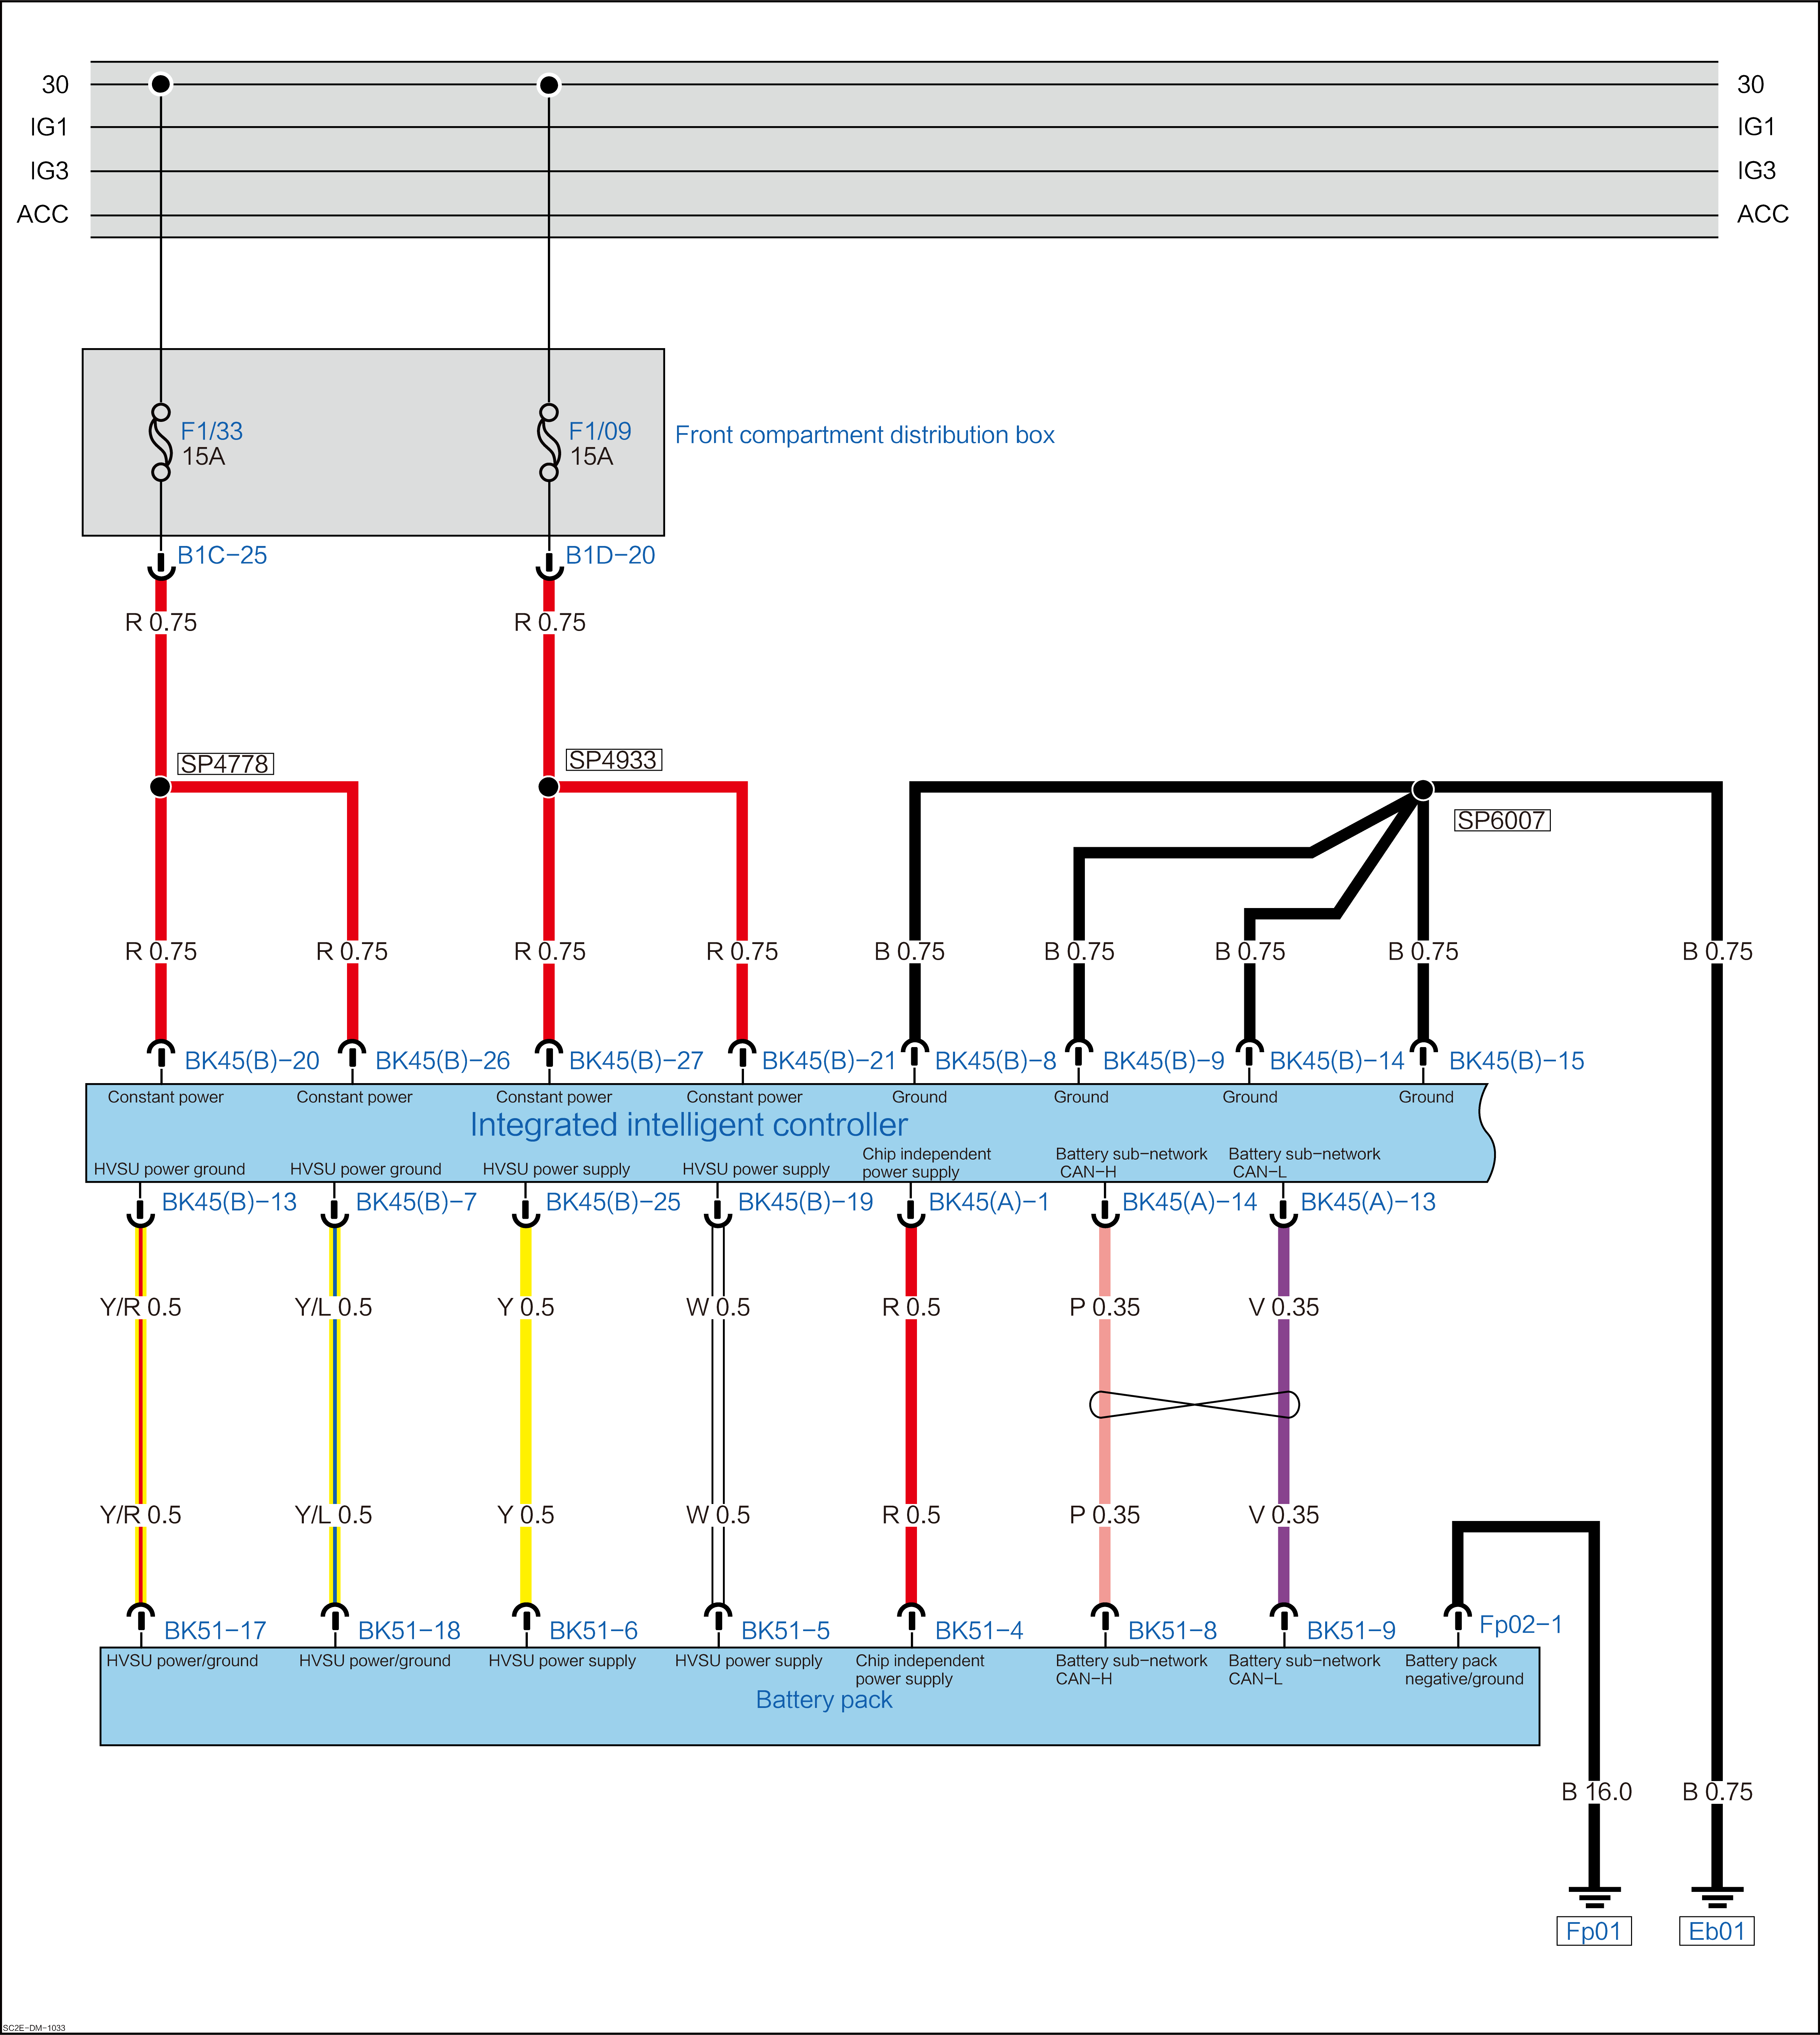 30 30
IG1 IG1
IG3 IG3
ACC ACC
F1/33 F1/09
15A 15A
Front compartment distribution box
B1C-25 B1D-20
R 0.75 R 0.75
SP4778 SP4933
SP6007
R 0.75 R 0.75 R 0.75 R 0.75 B 0.75 B 0.75 B 0.75 B 0.75 B 0.75
BK45(B)-20 BK45(B)-26 BK45(B)-27 BK45(B)-21 BK45(B)-8 BK45(B)-9 BK45(B)-14 BK45(B)-15
Constant power Constant power Constant power Constant power Ground Ground Ground Ground
Integrated intelligent controller
HVSU power ground HVSU power ground HVSU power supply HVSU power supply
Chip independent
power supply
Battery sub-network
CAN-H
Battery sub-network
CAN-L
BK45(B)-13 BK45(B)-7 BK45(B)-25 BK45(B)-19 BK45(A)-1 BK45(A)-14 BK45(A)-13
Y/R 0.5 Y/L 0.5 Y 0.5 W 0.5 R 0.5 P 0.35 V 0.35
Y/R 0.5 Y/L 0.5 Y 0.5 W 0.5 R 0.5 P 0.35 V 0.35
BK51-17 BK51-18 BK51-6 BK51-5 BK51-4 BK51-8 BK51-9 Fp02-1
HVSU power/ground HVSU power/ground HVSU power supply HVSU power supply
Chip independent
power supply
Battery sub-network
CAN-H
Battery sub-network
CAN-L
Battery pack
negative/ground
Battery pack
B 16.0 B 0.75
Fp01 Eb01
SC2E-DM-1033